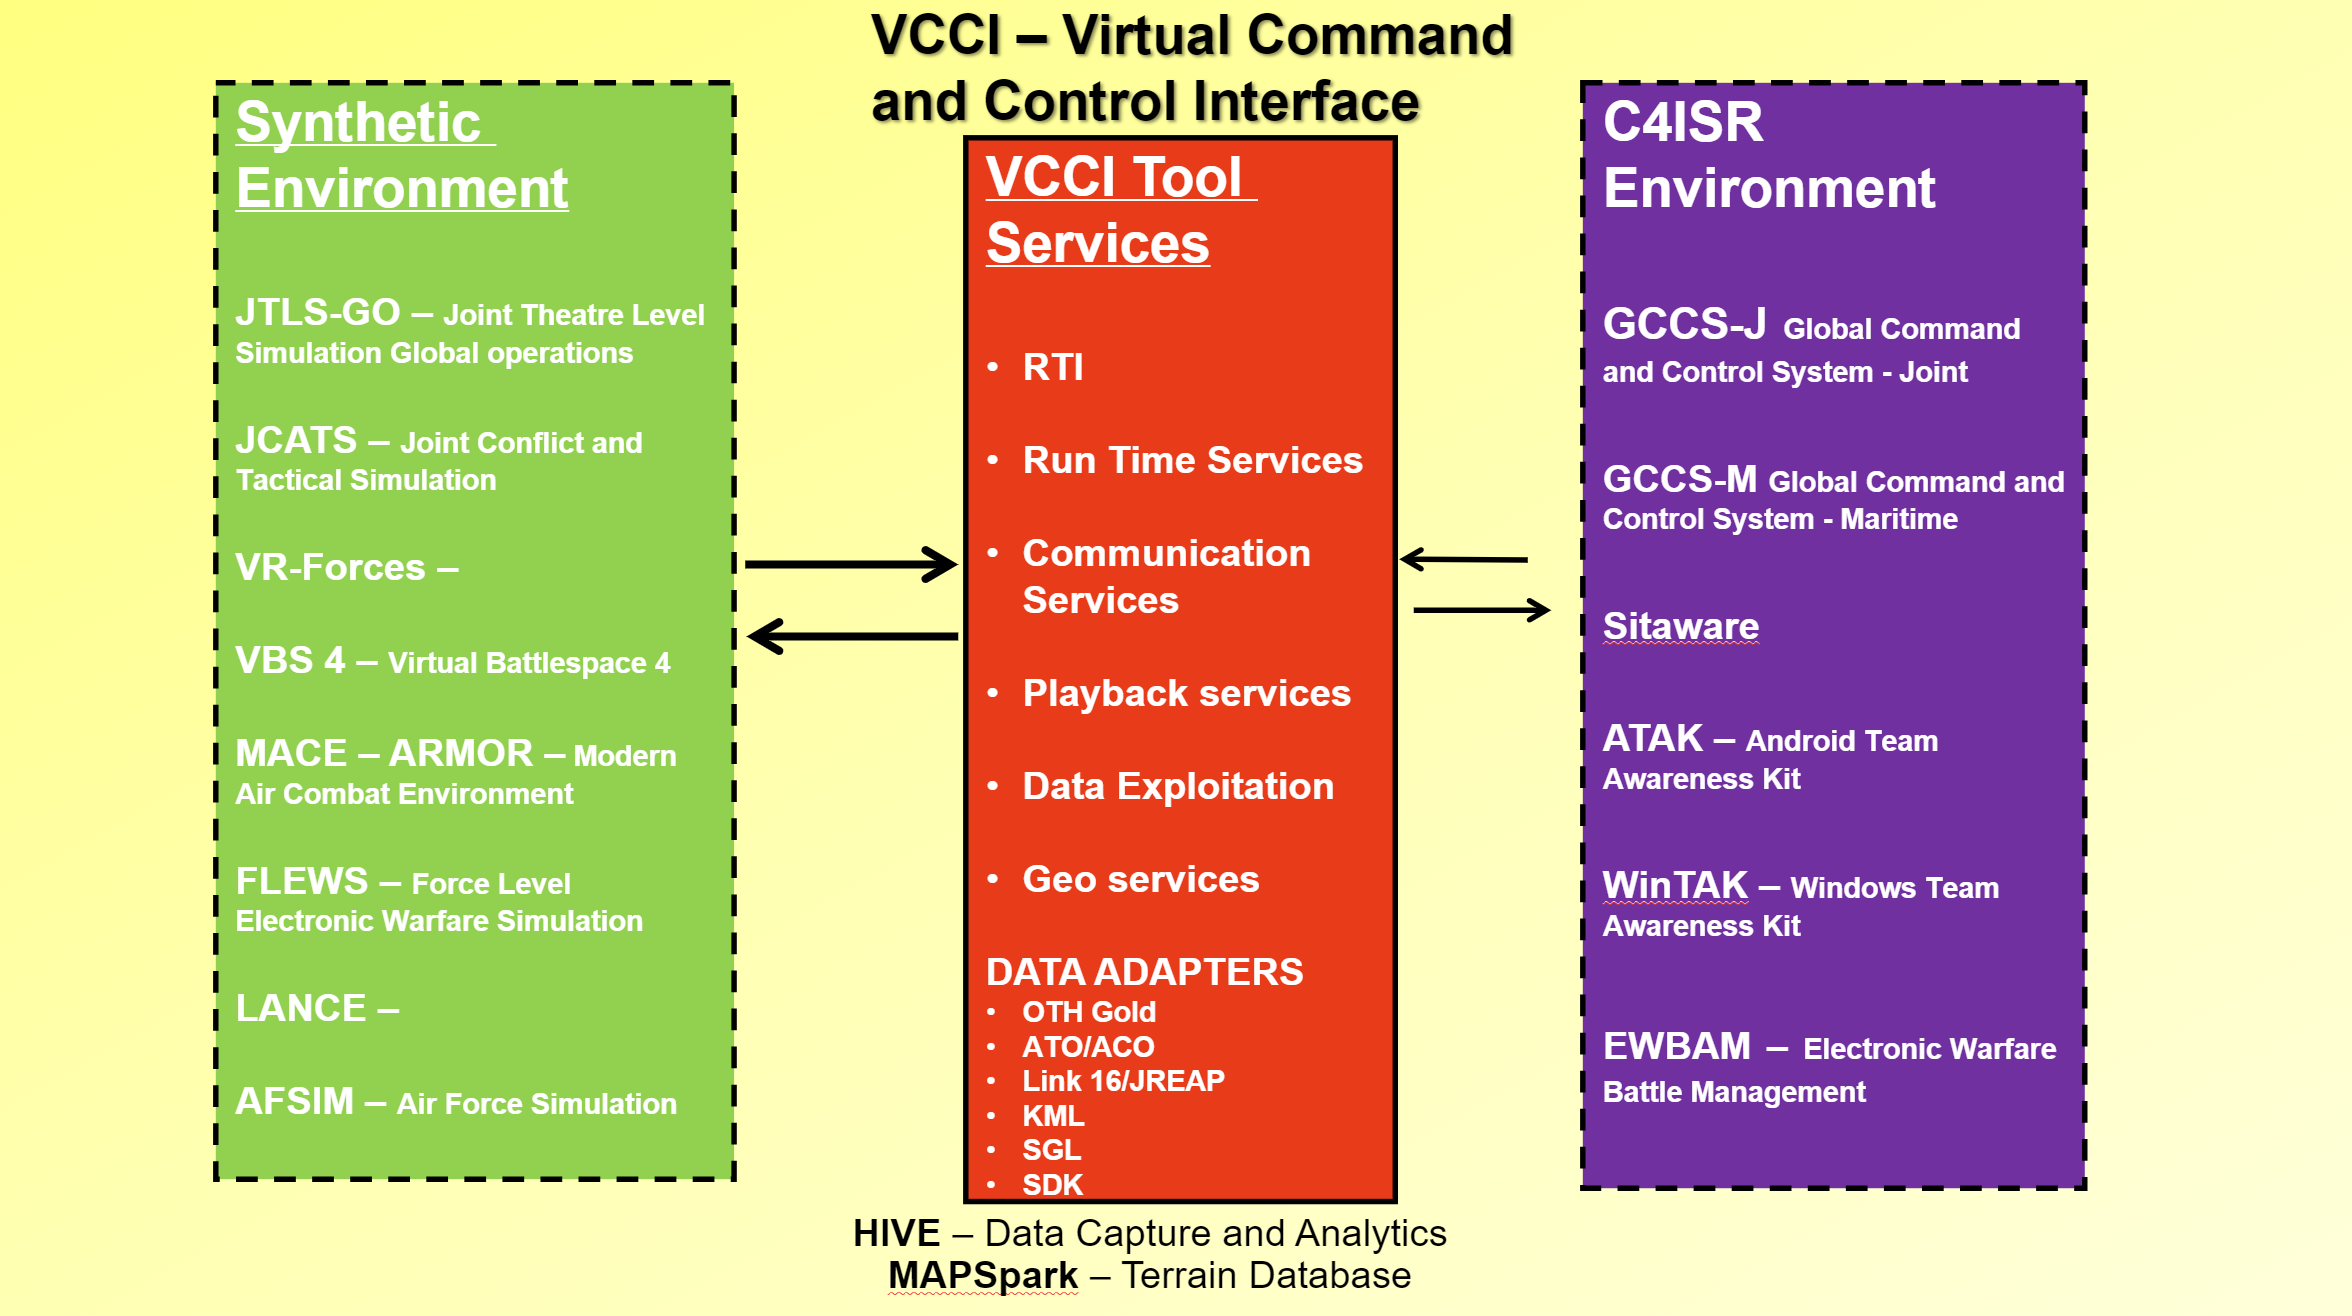 VCCI – Virtual Command
and Control Interface
Synthetic
Environment
JTLS-GO – Joint Theatre Level
Simulation Global operations
JCATS – Joint Conflict and
Tactical Simulation
VR-Forces –
VBS 4 – Virtual Battlespace 4
MACE – ARMOR – Modern
Air Combat Environment
FLEWS – Force Level
Electronic Warfare Simulation
LANCE –
AFSIM – Air Force Simulation
VCCI Tool
Services
• RTI
• Run Time Services
• Communication
Services
• Playback services
• Data Exploitation
• Geo services
DATA ADAPTERS
• OTH Gold
• ATO/ACO
• Link 16/JREAP
• KML
• SGL
• SDK
C4ISR
Environment
GCCS-J Global Command
and Control System - Joint
GCCS-M Global Command and
Control System - Maritime
Sitaware
ATAK – Android Team
Awareness Kit
WinTAK – Windows Team
Awareness Kit
EWBAM – Electronic Warfare
Battle Management
HIVE – Data Capture and Analytics
MAPSpark – Terrain Database